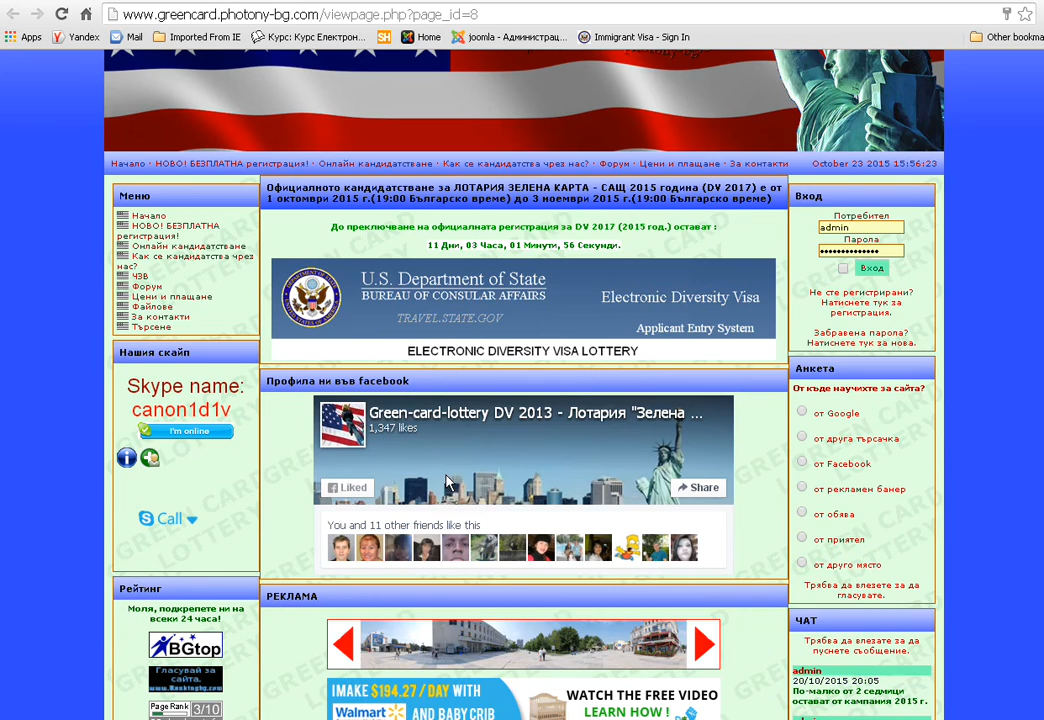 www.greencard.photony-bg.com/viewpage.php?page_id=8
Apps Yandex Mail Imported From IE Курс: Курс Електрон... SH Home joomla - Администрац... Immigrant Visa - Sign In Other bookma
Начало · НОВО! БЕЗПЛАТНА регистрация! · Онлайн кандидатстване · Как се кандидатства чрез нас? · Форум · Цени и плащане · За контакти October 23 2015 15:56:23
Меню
Начало
НОВО! БЕЗПЛАТНА
регистрация!
Онлайн кандидатстване
Как се кандидатства чрез
нас?
ЧЗВ
Форум
Цени и плащане
Файлове
За контакти
Търсене
Нашия скайп
Skype name:
canon1d1v
I'm online
Call
Рейтинг
Моля, подкрепете ни на
всеки 24 часа!
BGtop
Гласувай за
сайта.
www.Rankingbg.com
Page Rank 3/10
Официалното кандидатстване за ЛОТАРИЯ ЗЕЛЕНА КАРТА - САЩ 2015 година (DV 2017) е от
1 октомври 2015 г.(19:00 Българско време) до 3 ноември 2015 г.(19:00 Българско време)
До преключване на официалната регистрация за DV 2017 (2015 год.) остават :
11 Дни, 03 Часа, 01 Минути, 56 Секунди.
U.S. Department of State
BUREAU OF CONSULAR AFFAIRS
TRAVEL.STATE.GOV
Electronic Diversity Visa
Applicant Entry System
ELECTRONIC DIVERSITY VISA LOTTERY
Профила ни във facebook
Green-card-lottery DV 2013 - Лотария "Зелена ...
1,347 likes
Liked
Share
You and 11 other friends like this
РЕКЛАМА
IMAKE $194.27 / DAY WITH
Walmart AND BABY CRIB
WATCH THE FREE VIDEO
LEARN HOW !
Вход
Потребител
admin
Парола
Вход
Не сте регистрирани?
Натиснете тук за
регистрация.
Забравена парола?
Натиснете тук за нова.
Анкета
От къде научихте за сайта?
от Google
от друга търсачка
от Facebook
от рекламен банер
от обява
от приятел
от друго място
Трябва да влезете за да
гласувате.
ЧАТ
Трябва да влезате за да
пуснете съобщение.
admin
20/10/2015 20:05
По-малко от 2 седмици
остават от кампания 2015 г.
GREEN CARD
LOTTERY